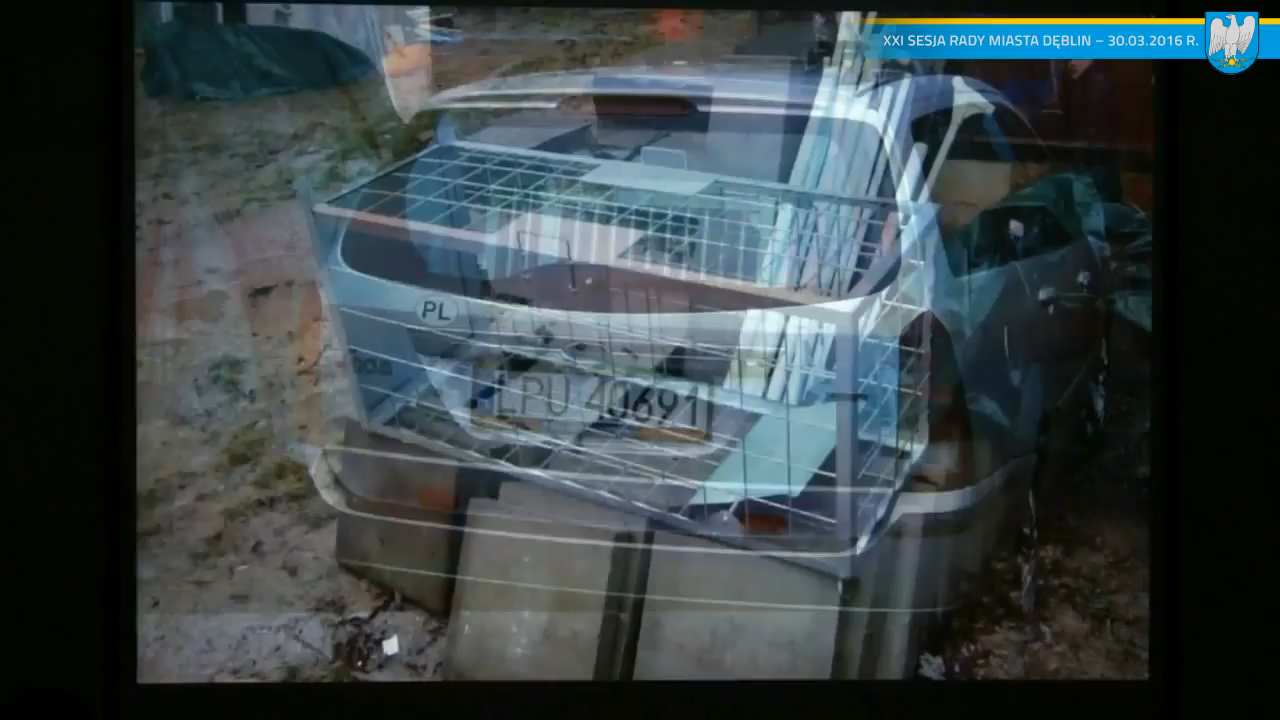 XXI SESJA RADY MIASTA DĘBLIN – 30.03.2016 R.
PL
LPU 40691